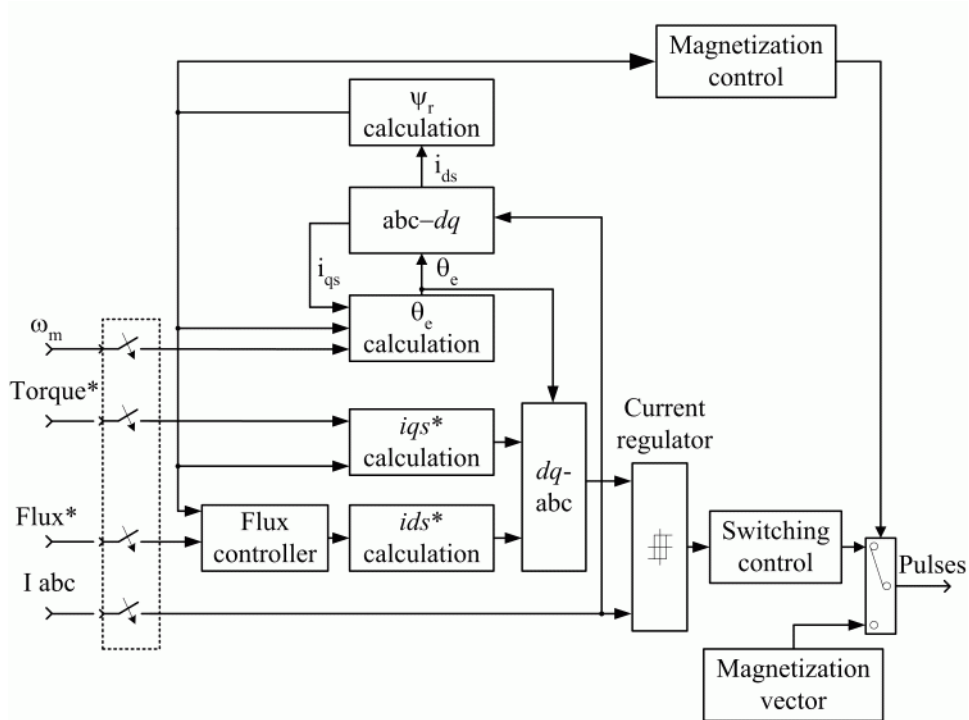 Magnetization
control
ψr
calculation
ids
abc–dq
iqs
θe
θe
calculation
ωm
Torque*
iqs*
calculation
Current
regulator
dq-
abc
Flux*
Flux
controller
ids*
calculation
Switching
control
Pulses
I abc
Magnetization
vector